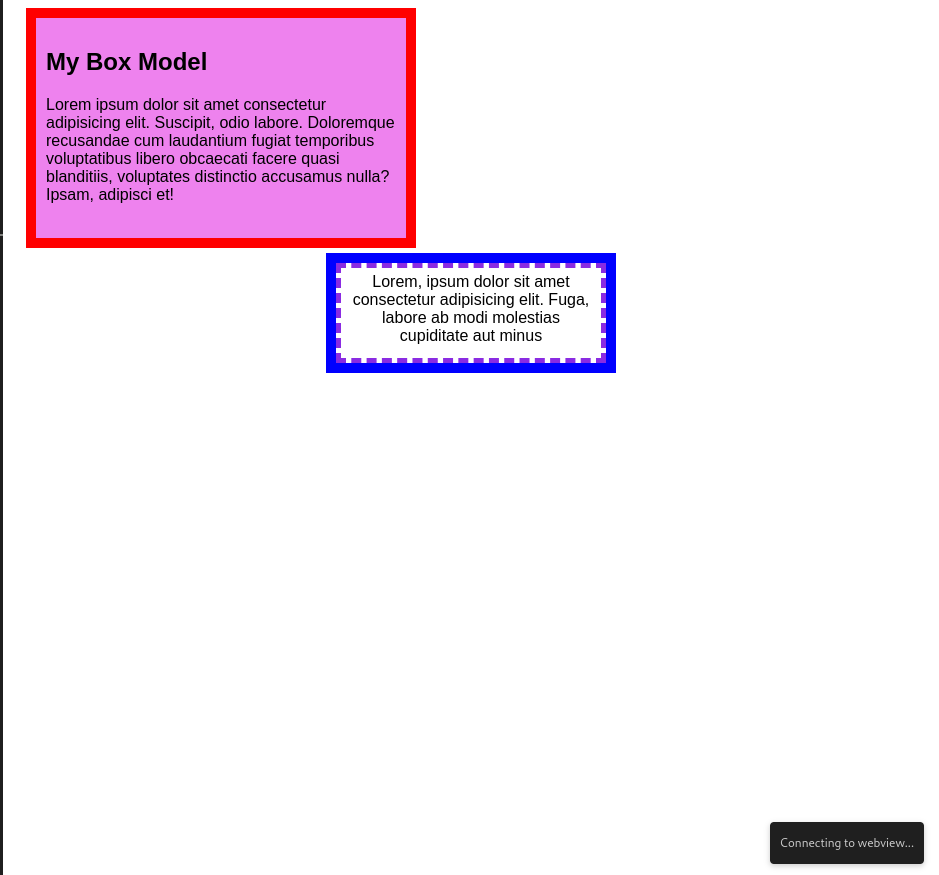 My Box Model
Lorem ipsum dolor sit amet consectetur
adipisicing elit. Suscipit, odio labore. Doloremque
recusandae cum laudantium fugiat temporibus
voluptatibus libero obcaecati facere quasi
blanditiis, voluptates distinctio accusamus nulla?
Ipsam, adipisci et!
Lorem, ipsum dolor sit amet
consectetur adipisicing elit. Fuga,
labore ab modi molestias
cupiditate aut minus
Connecting to webview...